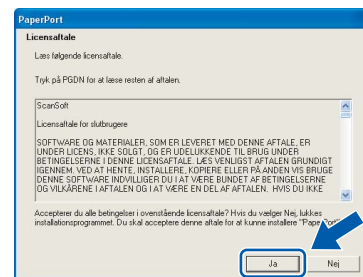 PaperPort
Licensaftale
Læs følgende licensaftale.
Tryk på PGDN for at læse resten af aftalen.
ScanSoft
Licensaftale for slutbrugere
SOFTWARE OG MATERIALER, SOM ER LEVERET MED DENNE AFTALE, ER
UNDER LICENS, IKKE SOLGT, OG ER UDELUKKENDE TIL BRUG UNDER
BETINGELSERNE I DENNE LICENSAFTALE. LÆS VENLIGST AFTALEN GRUNDIGT
IGENNEM. VED AT HENTE, INSTALLERE, KOPIERE ELLER PÅ ANDEN VIS BRUGE
DENNE SOFTWARE INDVILLIGER DU I AT VÆRE BUNDET AF BETINGELSERNE
OG VILKÅRENE I AFTALEN OG I AT VÆRE EN DEL AF AFTALEN. HVIS DU IKKE
Accepterer du alle betingelser i ovenstående licensaftale? Hvis du vælger Nej, lukkes
installationsprogrammet. Du skal acceptere denne aftale for at kunne installere "PaperPort"
Ja
Nej